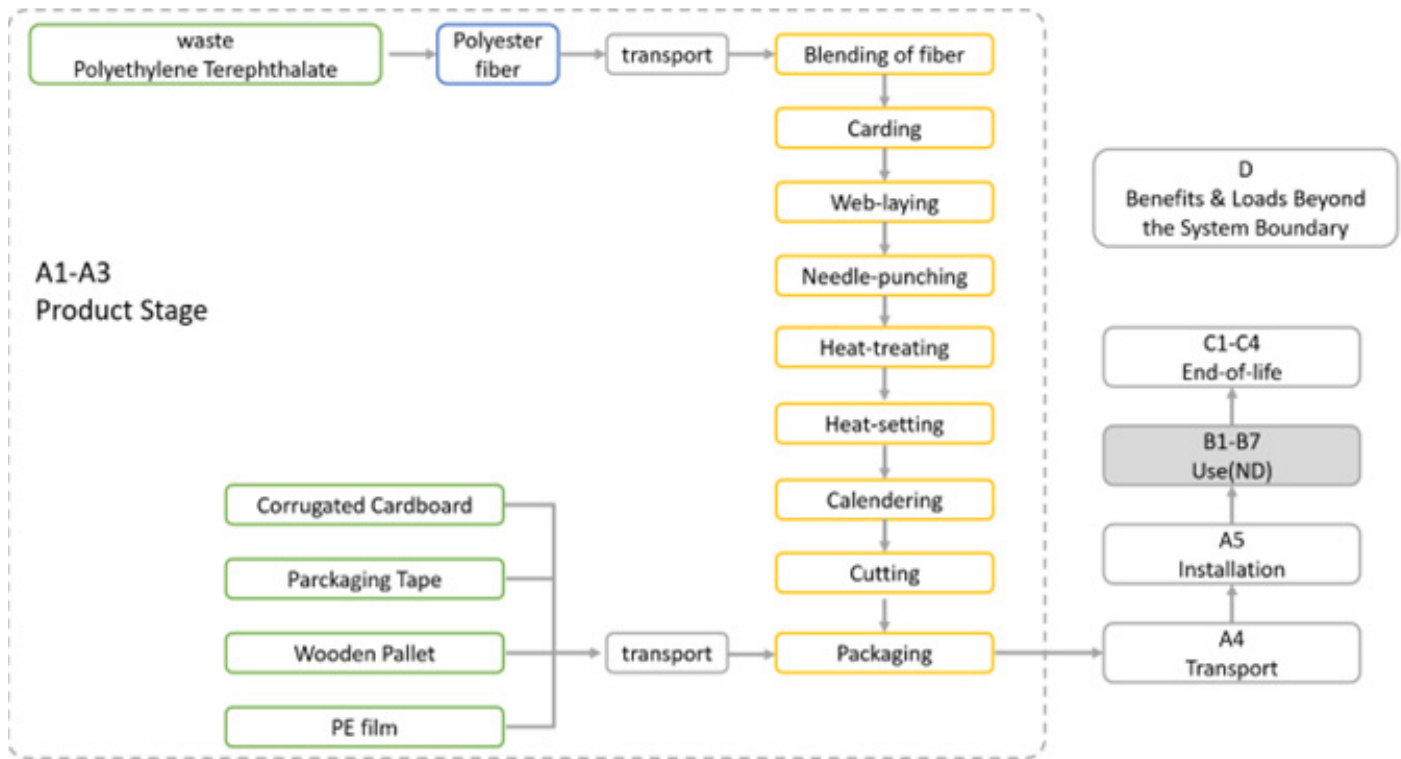 waste
Polyethylene Terephthalate
Polyester
fiber
transport
Blending of fiber
Carding
Web-laying
Needle-punching
Heat-treating
Heat-setting
Calendering
Cutting
Packaging
A1-A3
Product Stage
Corrugated Cardboard
Parckaging Tape
Wooden Pallet
PE film
transport
D
Benefits & Loads Beyond
the System Boundary
C1-C4
End-of-life
B1-B7
Use(ND)
A5
Installation
A4
Transport